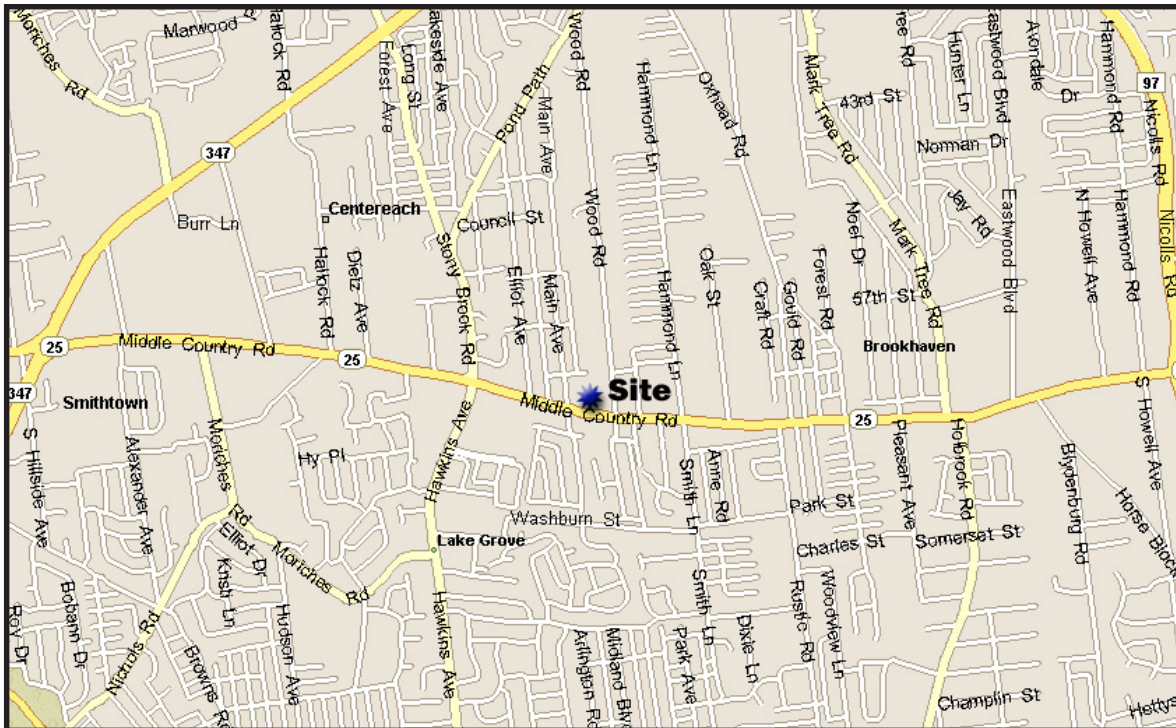 Moriches Rd
Marwood
Hallock Rd
Forest Ave
Long St
Lakeside Ave
Pond Path
Wood Rd
Main Ave
Hammond Ln
Oxhead Rd
Mark Tree Rd
Tree Rd
43rd St
Hunter Ln
Eastwood Blvd
Avondale Dr
Hammond Rd
97
Nicolls Rd
Norman Dr
347
Burr Ln
Centereach
Council St
Stony Brook Rd
Hallock Rd
Dietz Ave
Elliot Ave
Main Ave
Wood Rd
Hammond Ln
Oak St
Noel Dr
Mark Tree Rd
Jay Rd
Eastwood Blvd
N Howell Ave
Hammond Rd
Nicolls Rd
Craft Rd
Gould Rd
Forest Rd
57th St
Brookhaven
25
Middle Country Rd
25
347
Smithtown
Site
Middle Country Rd
25
S Hillside Ave
Alexander Ave
Moriches Rd
Hy Pl
Hawkins Ave
Washburn St
Smith Ln
Anne Rd
Park St
Pleasant Ave
Holbrook Rd
Blydenburg Rd
S Howell Ave
Horse Block
Elliot Dr
Moriches Rd
Lake Grove
Charles St
Somerset St
Roy Dr
Bobann Dr
Nichols Rd
Browns Rd
Hudson Ave
Hawkins Ave
Arlington Rd
Midland Blv
Park Ave
Smith Ln
Dixie Ln
Rustic Rd
Woodview Ln
Champlin St
Hetty